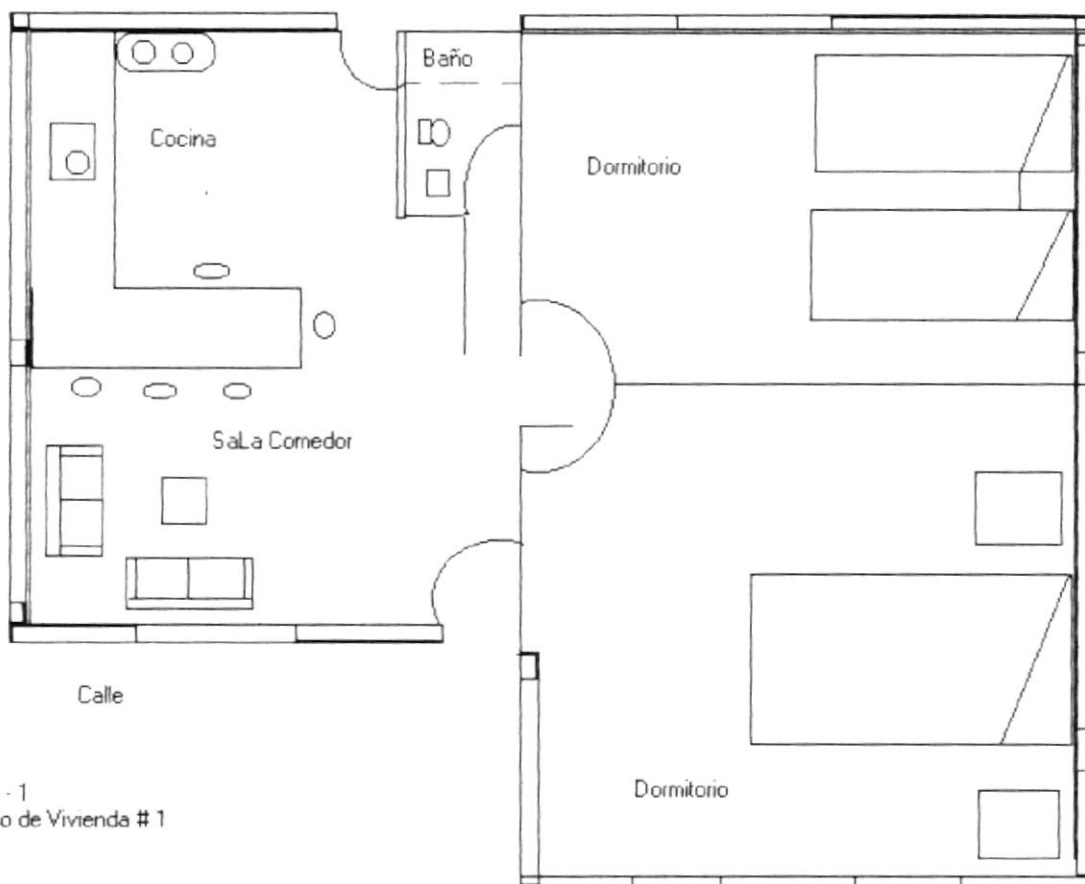 Baño
Cocina
Dormitorio
SaLa Comedor
Calle
Dormitorio
- 1
o de Vivienda # 1